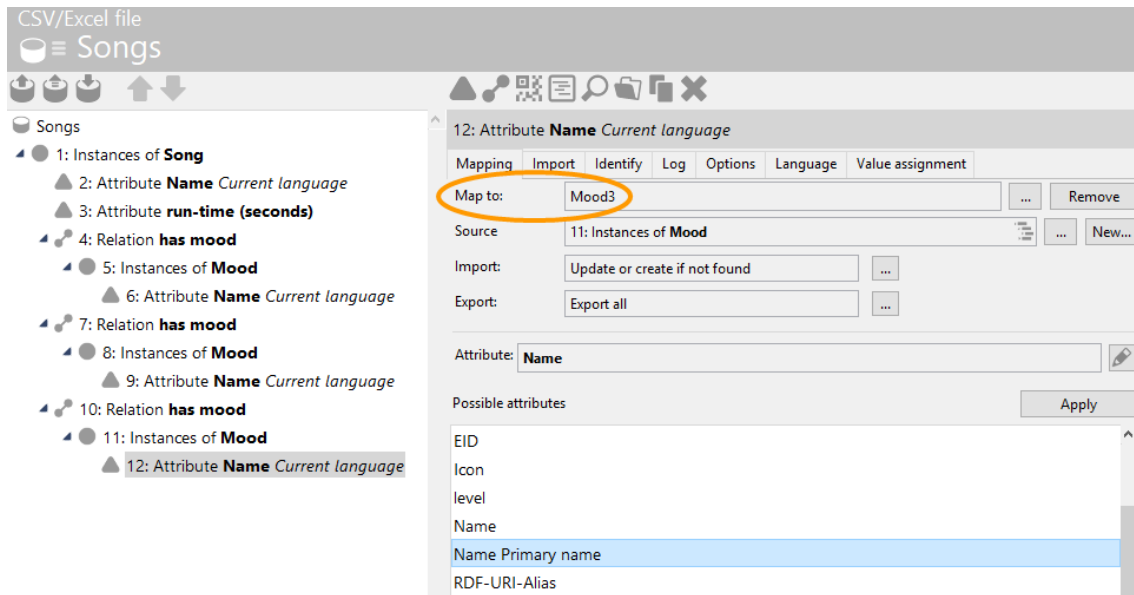 CSV/Excel file
Songs
Songs
1: Instances of Song
2: Attribute Name Current language
3: Attribute run-time (seconds)
4: Relation has mood
5: Instances of Mood
6: Attribute Name Current language
7: Relation has mood
8: Instances of Mood
9: Attribute Name Current language
10: Relation has mood
11: Instances of Mood
12: Attribute Name Current language
12: Attribute Name Current language
Mapping Import Identify Log Options Language Value assignment
Map to: Mood3 ... Remove
Source 11: Instances of Mood ... New...
Import: Update or create if not found ...
Export: Export all ...
Attribute: Name
Possible attributes Apply
EID
Icon
level
Name
Name Primary name
RDF-URI-Alias